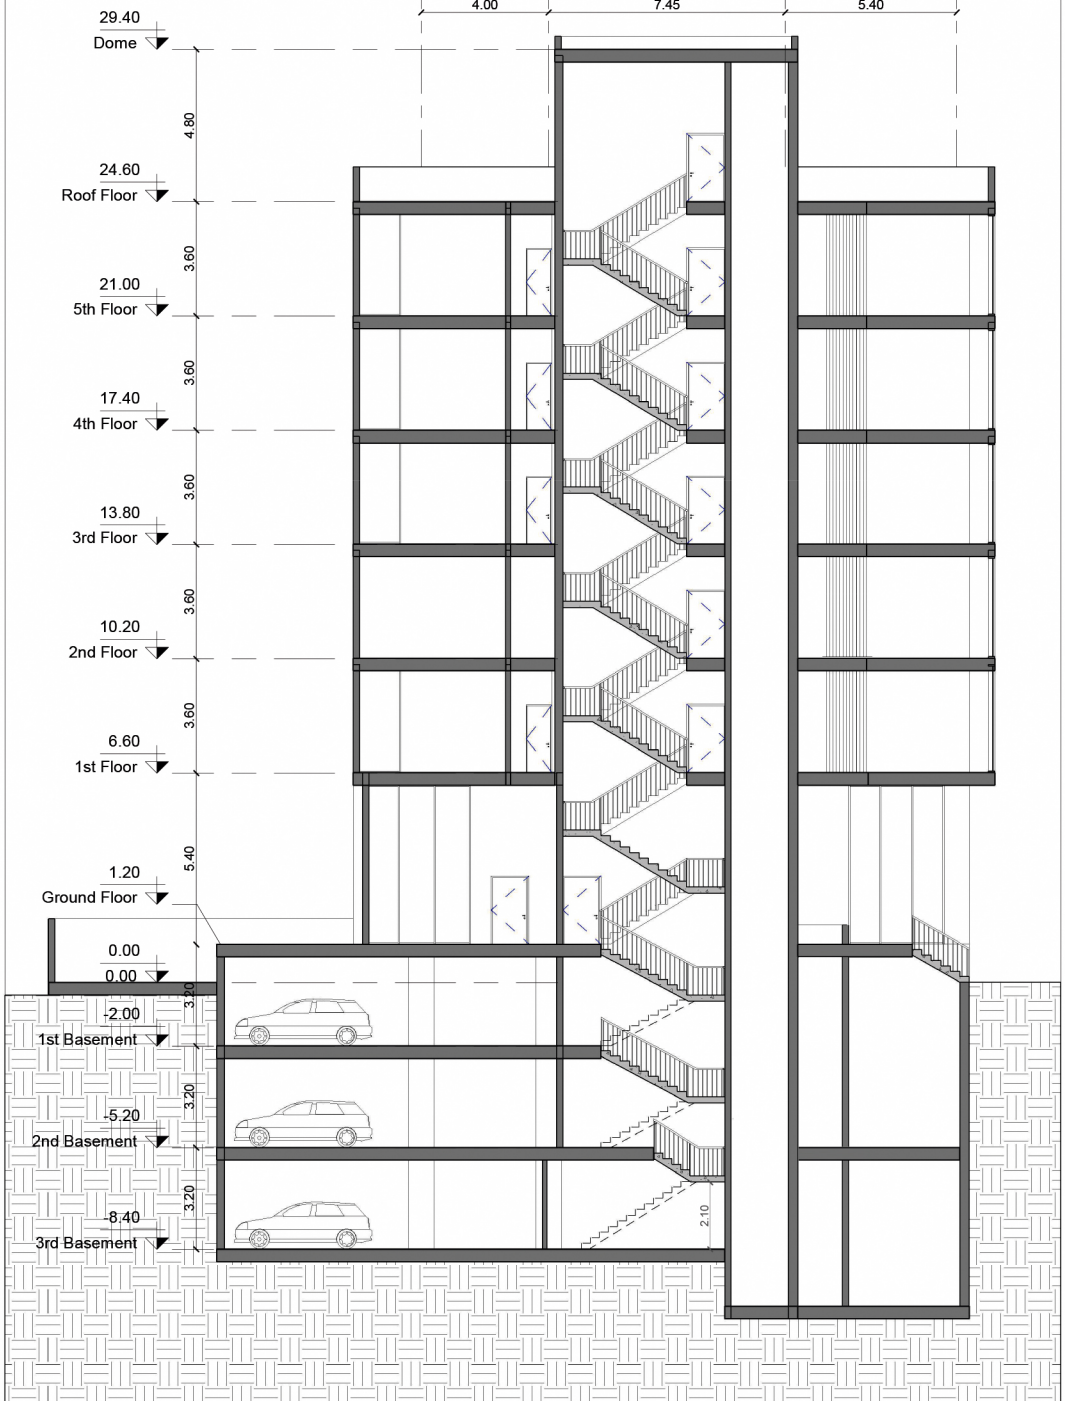 4.00
7.45
5.40
29.40
Dome
4.80
24.60
Roof Floor
3.60
21.00
5th Floor
3.60
17.40
4th Floor
3.60
13.80
3rd Floor
3.60
10.20
2nd Floor
3.60
6.60
1st Floor
5.40
1.20
Ground Floor
0.00
0.00
3.20
-2.00
1st Basement
3.20
-5.20
2nd Basement
3.20
-8.40
3rd Basement
2.10